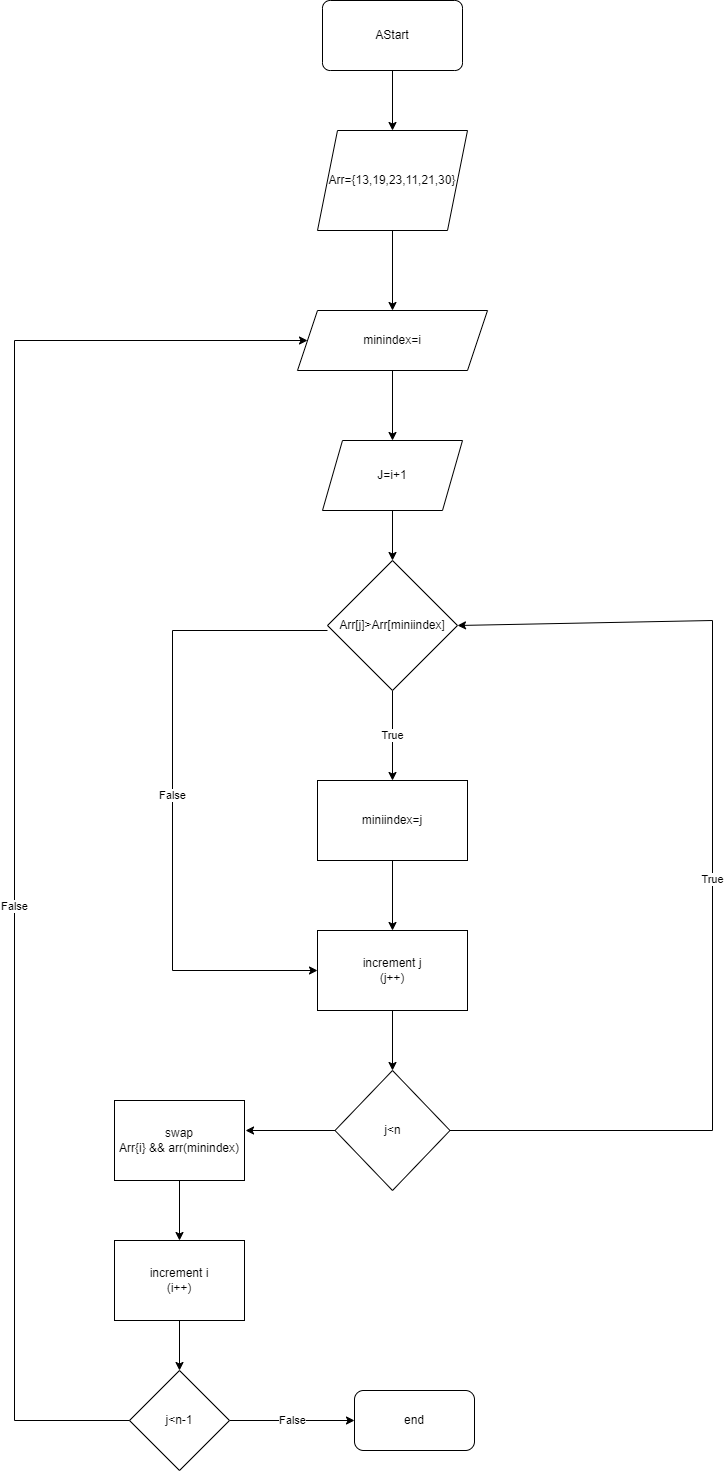 AStart
Arr={13,19,23,11,21,30}
minindex=i
J=i+1
Arr[j]>Arr[miniindex]
True
False
miniindex=j
True
False
increment j
(j++)
j<n
swap
Arr{i} && arr(minindex)
increment i
(i++)
j<n-1
False
end